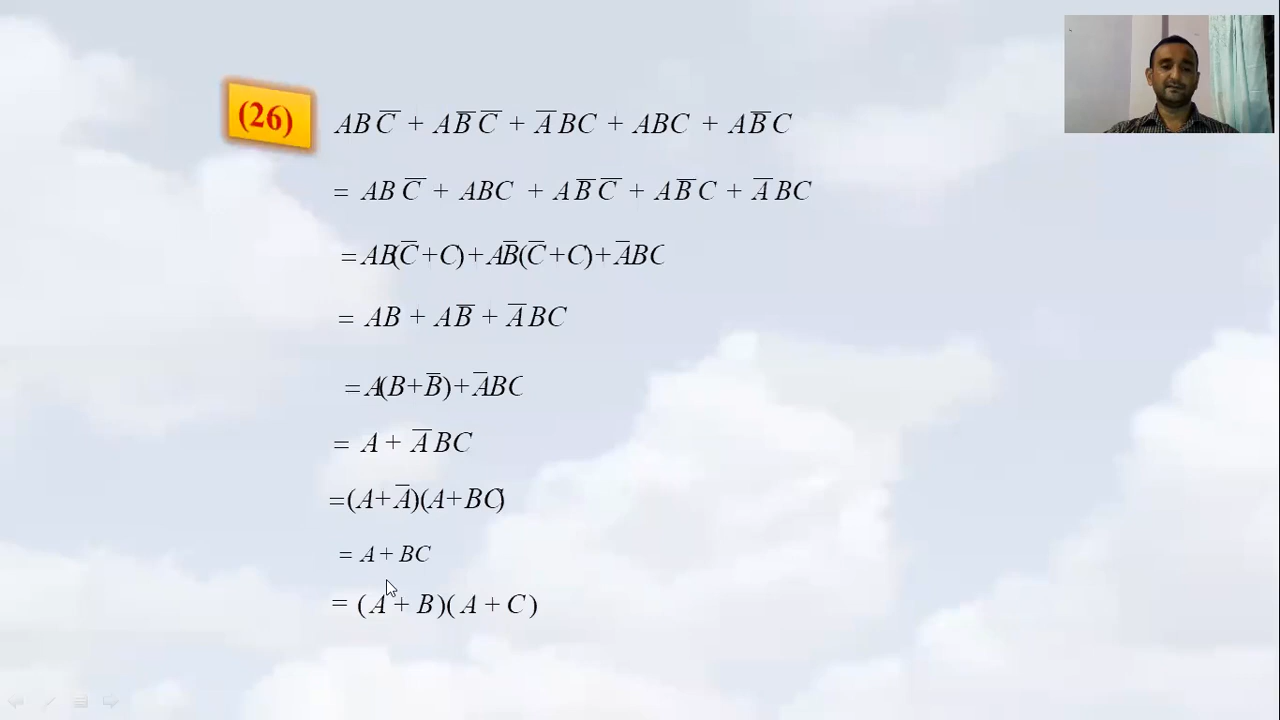 (26)
ABC̅ + AB̅C̅ + A̅BC + ABC + AB̅C
= ABC̅ + ABC + AB̅C̅ + AB̅C + A̅BC
= AB(C̅+C)+AB̅(C̅+C)+A̅BC
= AB + AB̅ + A̅BC
= A(B+B̅)+A̅BC
= A + A̅BC
=(A+A̅)(A+BC)
= A + BC
= (A + B)(A + C)